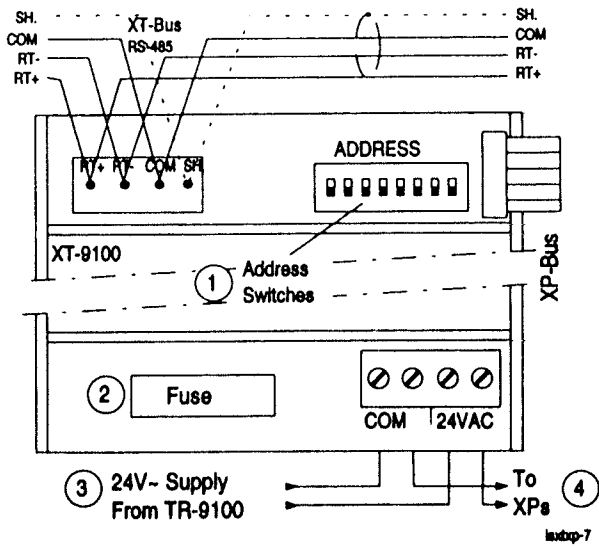 SH. SH.
XT-Bus
COM COM
RS-485
RT- RT-
RT+ RT+
ADDRESS
RT+ RT- COM SH.
XT-9100
1 Address
Switches
XP-Bus
2 Fuse
COM 24VAC
3 24V~ Supply To 4
From TR-9100 XPs
isxtxp-7